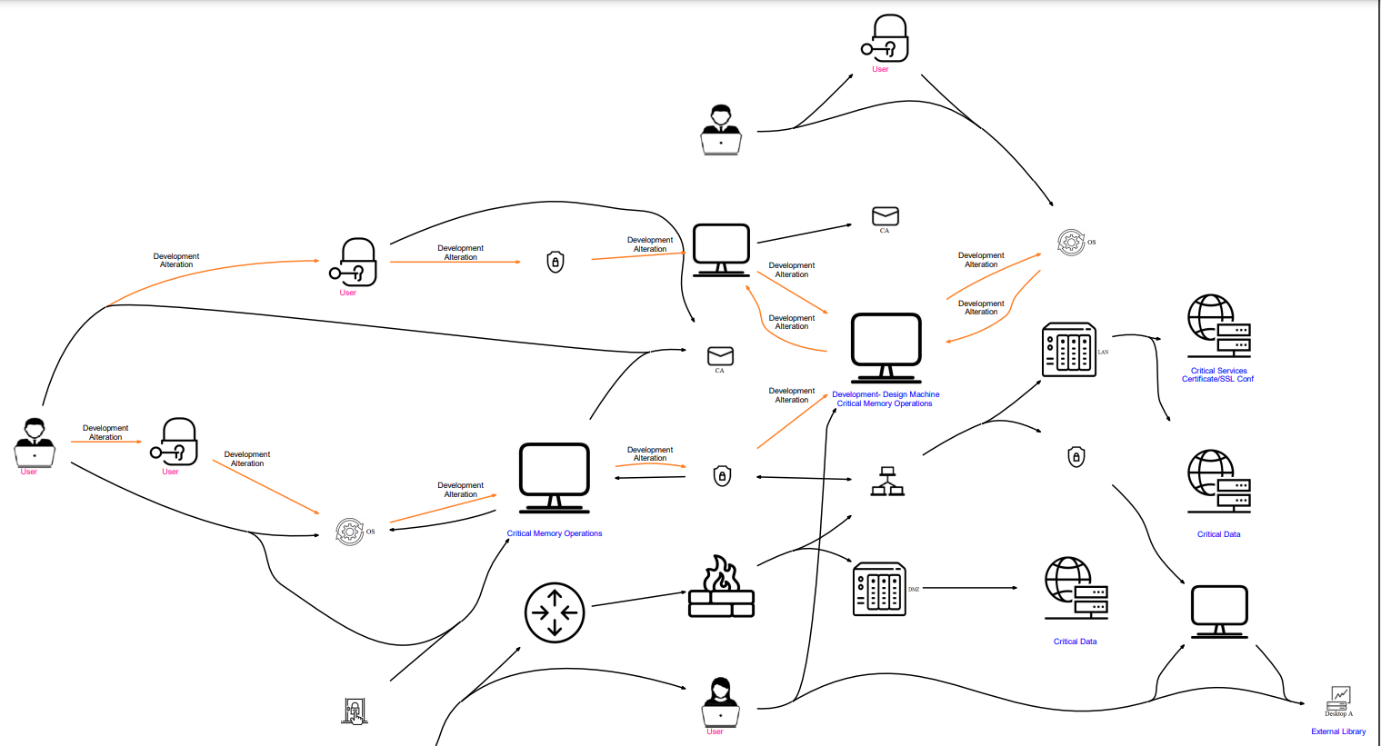 User
CA
Development
Alteration
OS
Development
Alteration
Development
Alteration
Development
Alteration
Development
Alteration
User
Development
Alteration
Development
Alteration
LAN
CA
Critical Services
Certificate/SSL Conf
Development- Design Machine
Critical Memory Operations
Development
Alteration
Development
Alteration
User
User
Development
Alteration
Development
Alteration
Development
Alteration
OS
Critical Memory Operations
Critical Data
DMZ
Critical Data
User
Desktop A
External Library